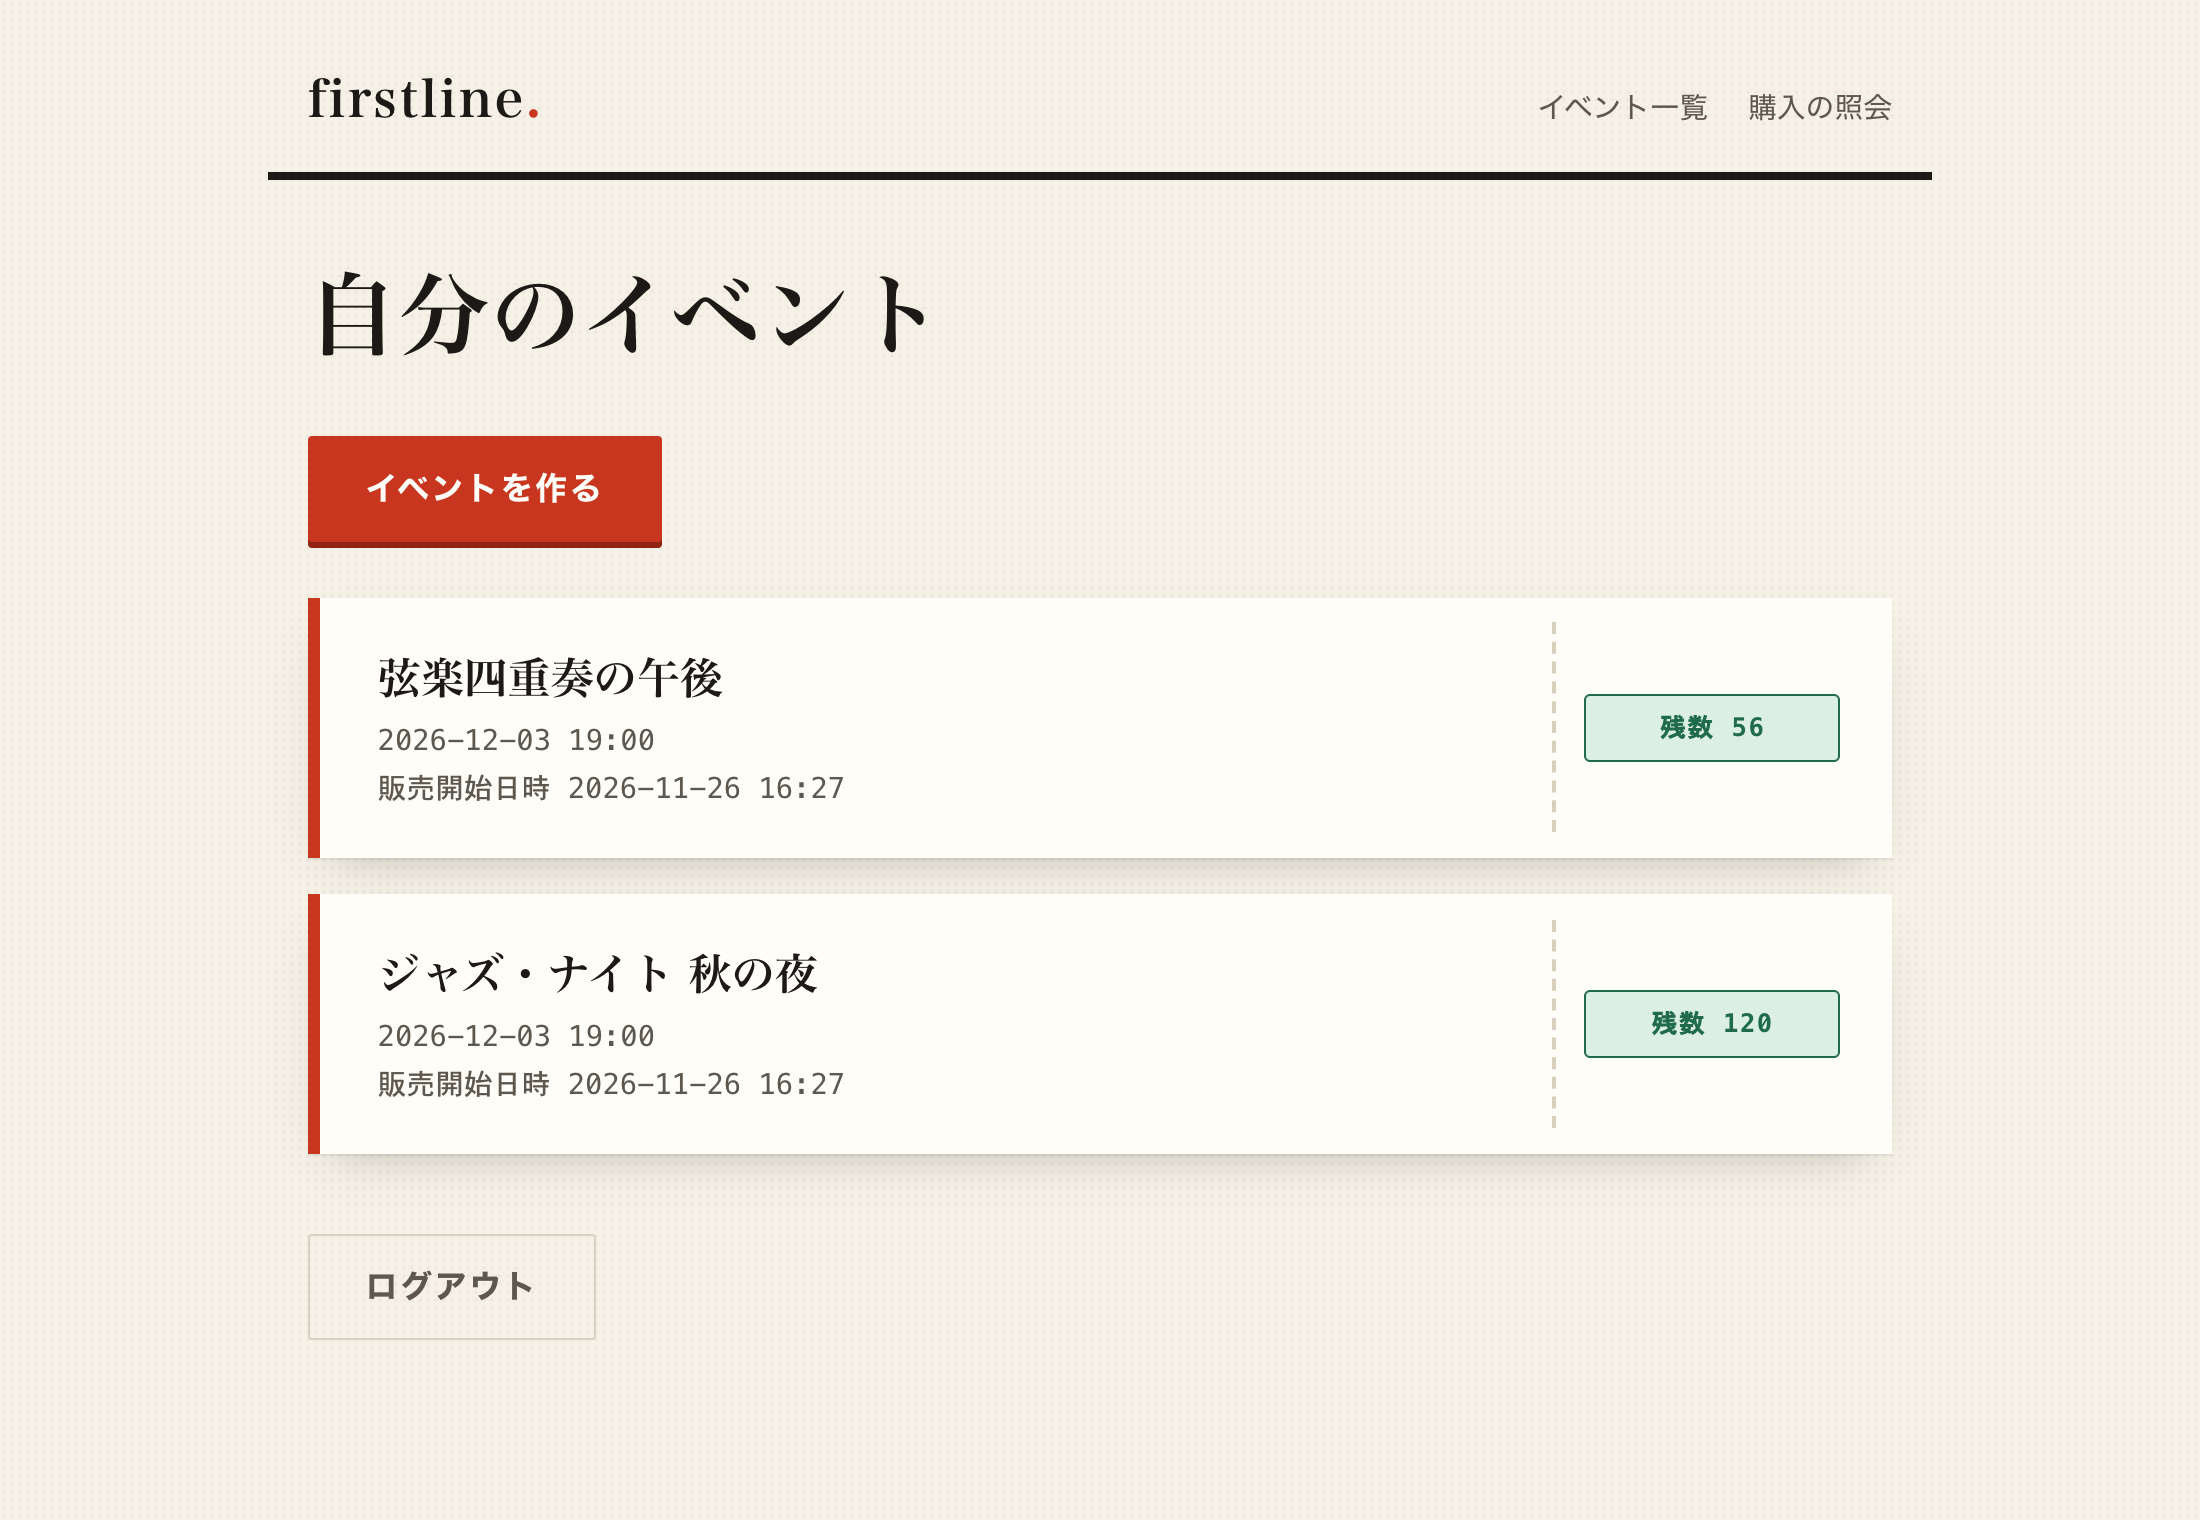 firstline.
イベント一覧 購入の照会
自分のイベント
イベントを作る
弦楽四重奏の午後
2026-12-03 19:00
販売開始日時 2026-11-26 16:27
残数 56
ジャズ・ナイト 秋の夜
2026-12-03 19:00
販売開始日時 2026-11-26 16:27
残数 120
ログアウト